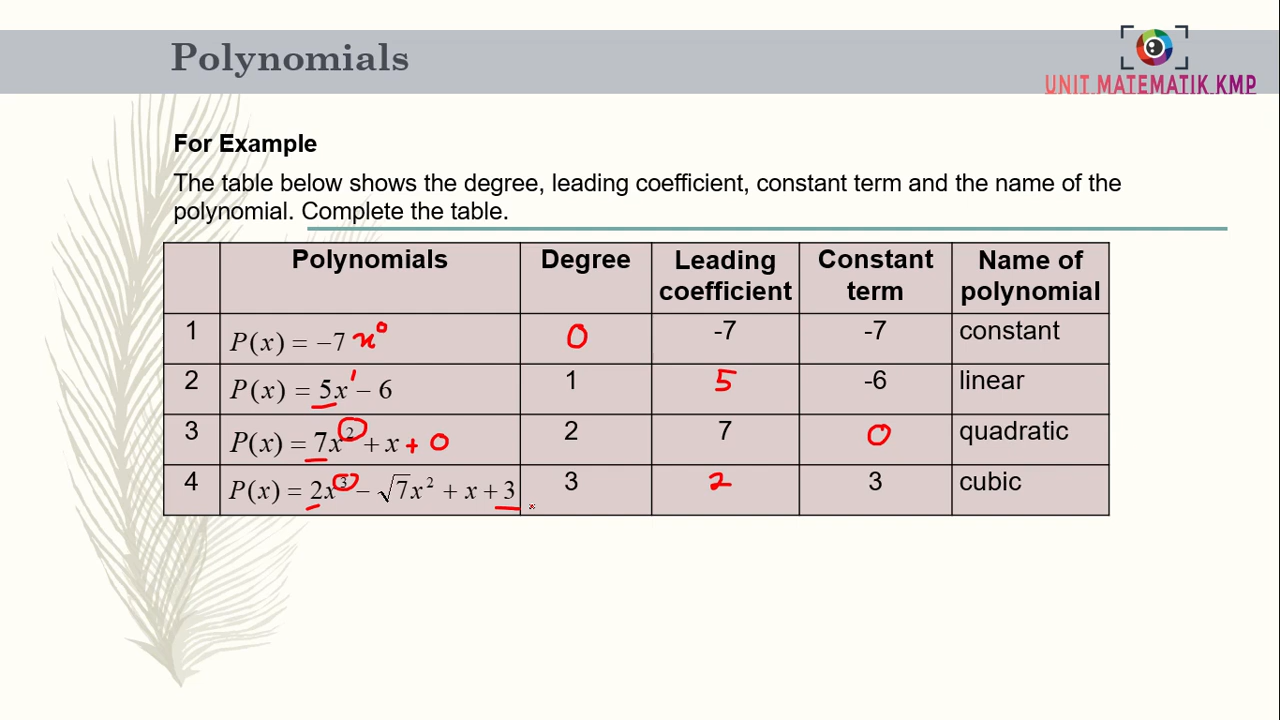 Polynomials
UNIT MATEMATIK KMP
For Example
The table below shows the degree, leading coefficient, constant term and the name of the
polynomial. Complete the table.
Polynomials Degree Leading coefficient Constant term Name of polynomial
1 P(x) = −7 x⁰ 0 -7 -7 constant
2 P(x) = 5x¹ − 6 1 5 -6 linear
3 P(x) = 7x² + x + 0 2 7 0 quadratic
4 P(x) = 2x³ − √7x² + x + 3 3 2 3 cubic